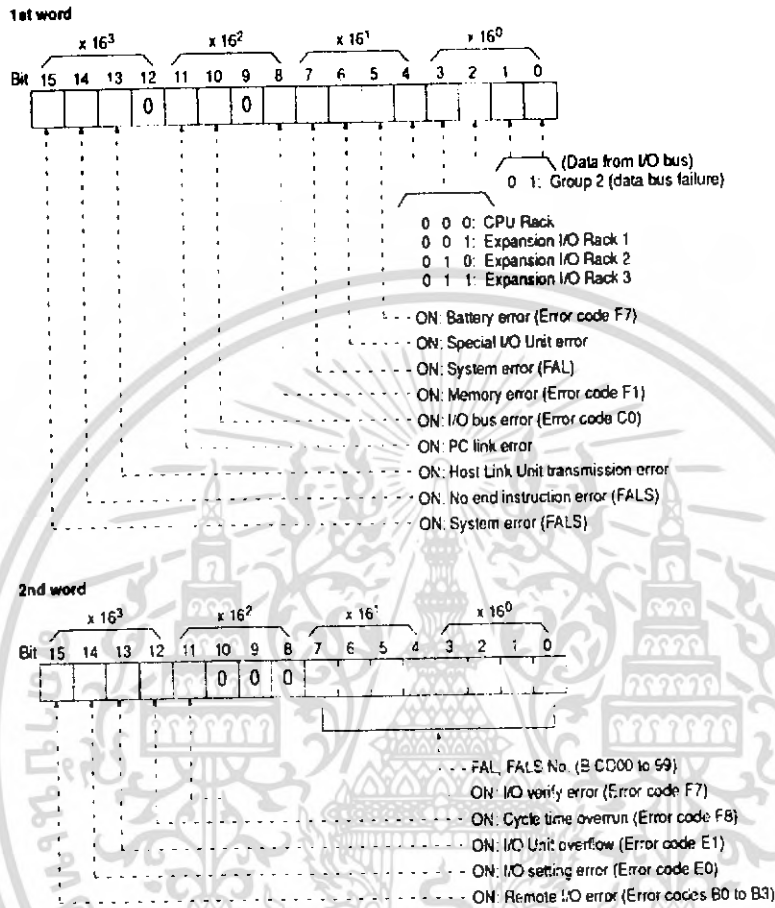 1st word
x 16³ x 16² x 16¹ x 16⁰
Bit 15 14 13 12 11 10 9 8 7 6 5 4 3 2 1 0
0 0
(Data from I/O bus)
0 1: Group 2 (data bus failure)
0 0 0: CPU Rack
0 0 1: Expansion I/O Rack 1
0 1 0: Expansion I/O Rack 2
0 1 1: Expansion I/O Rack 3
ON: Battery error (Error code F7)
ON: Special I/O Unit error
ON: System error (FAL)
ON: Memory error (Error code F1)
ON: I/O bus error (Error code C0)
ON: PC link error
ON: Host Link Unit transmission error
ON: No end instruction error (FALS)
ON: System error (FALS)
2nd word
x 16³ x 16² x 16¹ x 16⁰
Bit 15 14 13 12 11 10 9 8 7 6 5 4 3 2 1 0
0 0 0
FAL, FALS No. (B CD00 to 99)
ON: I/O verify error (Error code F7)
ON: Cycle time overrun (Error code F8)
ON: I/O Unit overflow (Error code E1)
ON: I/O setting error (Error code E0)
ON: Remote I/O error (Error codes B0 to B3)